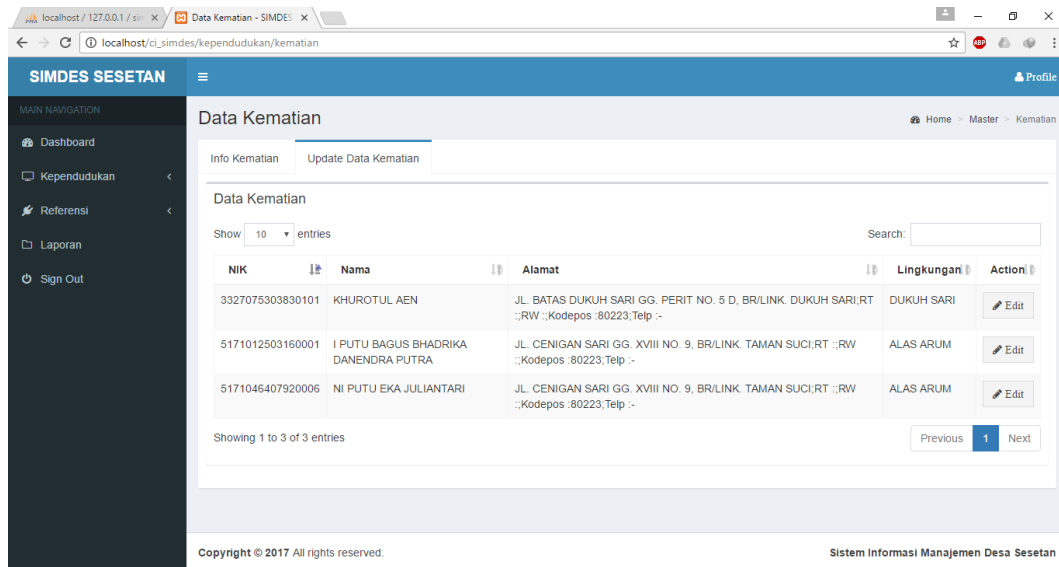 localhost / 127.0.0.1 / sim
Data Kematian - SIMDES
localhost/ci_simdes/kependudukan/kematian
ABP
SIMDES SESETAN
Profile
MAIN NAVIGATION
Dashboard
Kependudukan
Referensi
Laporan
Sign Out
Data Kematian
Home > Master > Kematian
Info Kematian Update Data Kematian
Data Kematian
Show 10 entries Search:
NIK Nama Alamat Lingkungan Action
3327075303830101 KHUROTUL AEN JL. BATAS DUKUH SARI GG. PERIT NO. 5 D, BR/LINK. DUKUH SARI;RT DUKUH SARI Edit
:;RW :;Kodepos :80223;Telp :-
5171012503160001 I PUTU BAGUS BHADRIKA JL. CENIGAN SARI GG. XVIII NO. 9, BR/LINK. TAMAN SUCI;RT :;RW ALAS ARUM Edit
DANENDRA PUTRA :;Kodepos :80223;Telp :-
5171046407920006 NI PUTU EKA JULIANTARI JL. CENIGAN SARI GG. XVIII NO. 9, BR/LINK. TAMAN SUCI;RT :;RW ALAS ARUM Edit
:;Kodepos :80223;Telp :-
Showing 1 to 3 of 3 entries
Previous 1 Next
Copyright © 2017 All rights reserved. Sistem Informasi Manajemen Desa Sesetan